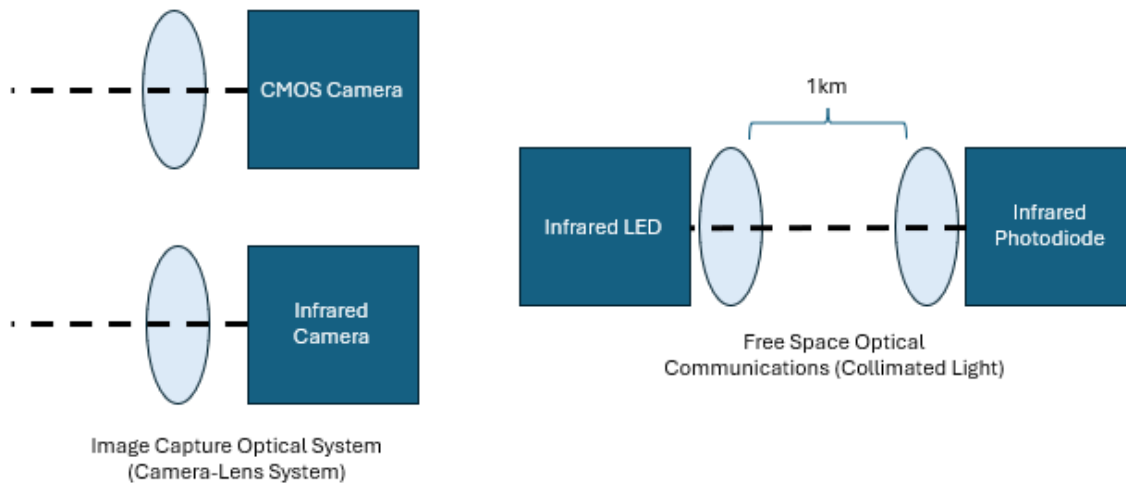 CMOS Camera
Infrared
Camera
Image Capture Optical System
(Camera-Lens System)
1km
Infrared LED
Infrared
Photodiode
Free Space Optical
Communications (Collimated Light)